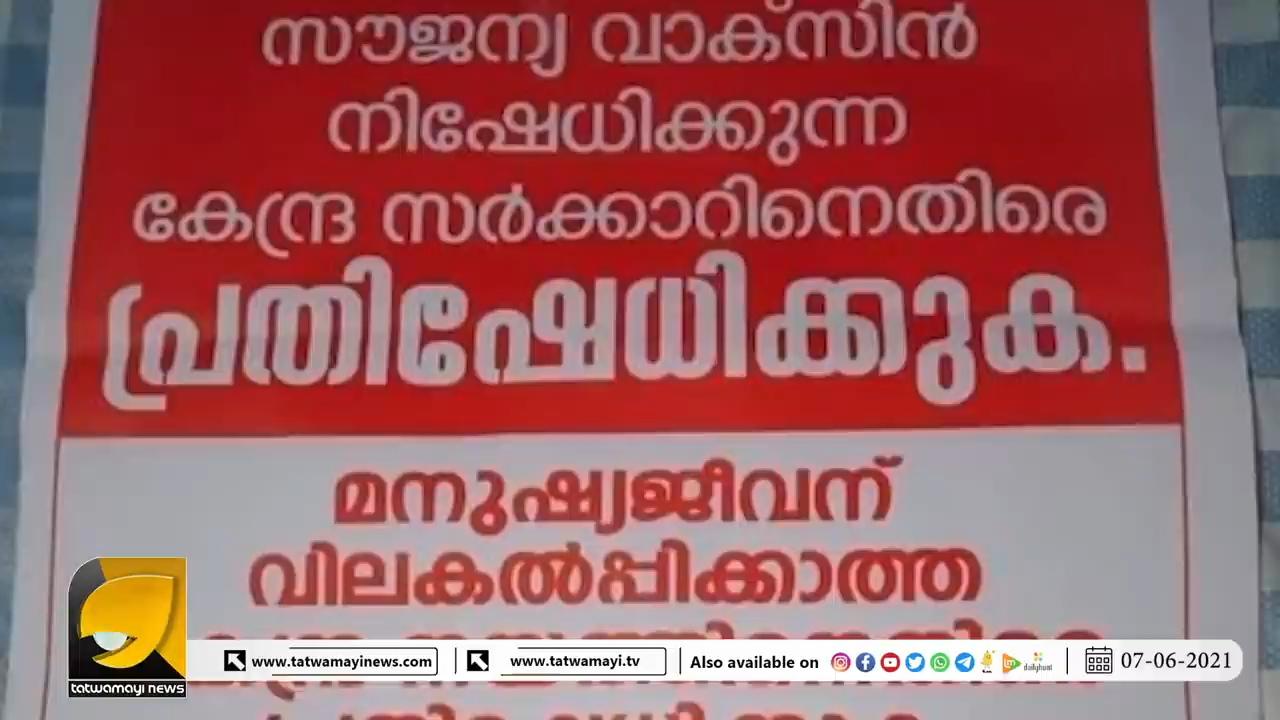 സൗജന്യ വാക്സിൻ
നിഷേധിക്കുന്ന
കേന്ദ്ര സർക്കാറിനെതിരെ
പ്രതിഷേധിക്കുക.
മനുഷ്യജീവന്
വിലകൽപ്പിക്കാത്ത
tatwamayi news
www.tatwamayinews.com
www.tatwamayi.tv
Also available on
dailyhunt
07-06-2021